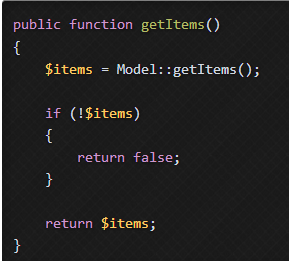 public function getItems()
{
    $items = Model::getItems();

    if (!$items)
    {
        return false;
    }

    return $items;
}